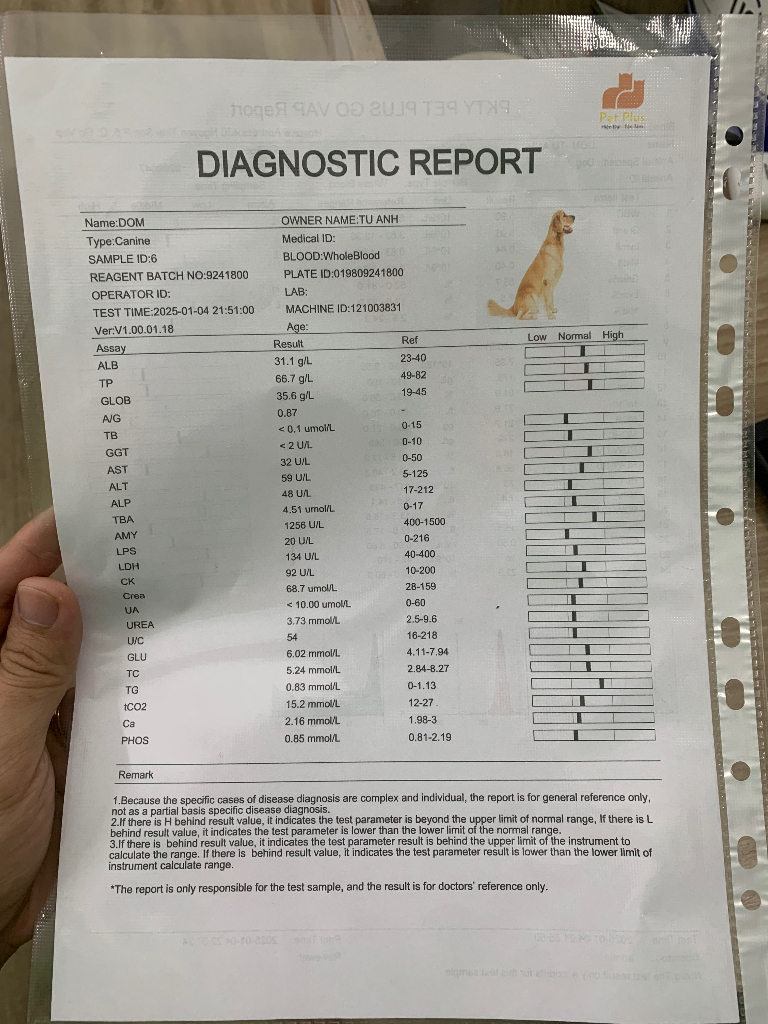 Pet Plus
DIAGNOSTIC REPORT
Name:DOM OWNER NAME:TU ANH
Type:Canine Medical ID:
SAMPLE ID:6 BLOOD:WholeBlood
REAGENT BATCH NO:9241800 PLATE ID:019809241800
OPERATOR ID: LAB:
TEST TIME:2025-01-04 21:51:00 MACHINE ID:121003831
Ver:V1.00.01.18 Age:
Assay Result Ref Low Normal High
ALB 31.1 g/L 23-40
TP 66.7 g/L 49-82
GLOB 35.6 g/L 19-45
A/G 0.87 -
TB < 0.1 umol/L 0-15
GGT < 2 U/L 0-10
AST 32 U/L 0-50
ALT 59 U/L 5-125
ALP 48 U/L 17-212
TBA 4.51 umol/L 0-17
AMY 1256 U/L 400-1500
LPS 20 U/L 0-216
LDH 134 U/L 40-400
CK 92 U/L 10-200
Crea 68.7 umol/L 28-159
UA < 10.00 umol/L 0-60
UREA 3.73 mmol/L 2.5-9.6
U/C 54 16-218
GLU 6.02 mmol/L 4.11-7.94
TC 5.24 mmol/L 2.84-8.27
TG 0.83 mmol/L 0-1.13
tCO2 15.2 mmol/L 12-27
Ca 2.16 mmol/L 1.98-3
PHOS 0.85 mmol/L 0.81-2.19
Remark
1.Because the specific cases of disease diagnosis are complex and individual, the report is for general reference only,
not as a partial basis specific disease diagnosis.
2.If there is H behind result value, it indicates the test parameter is beyond the upper limit of normal range, If there is L
behind result value, it indicates the test parameter is lower than the lower limit of the normal range.
3.If there is behind result value, it indicates the test parameter result is behind the upper limit of the instrument to
calculate the range. If there is behind result value, it indicates the test parameter result is lower than the lower limit of
instrument calculate range.
*The report is only responsible for the test sample, and the result is for doctors' reference only.